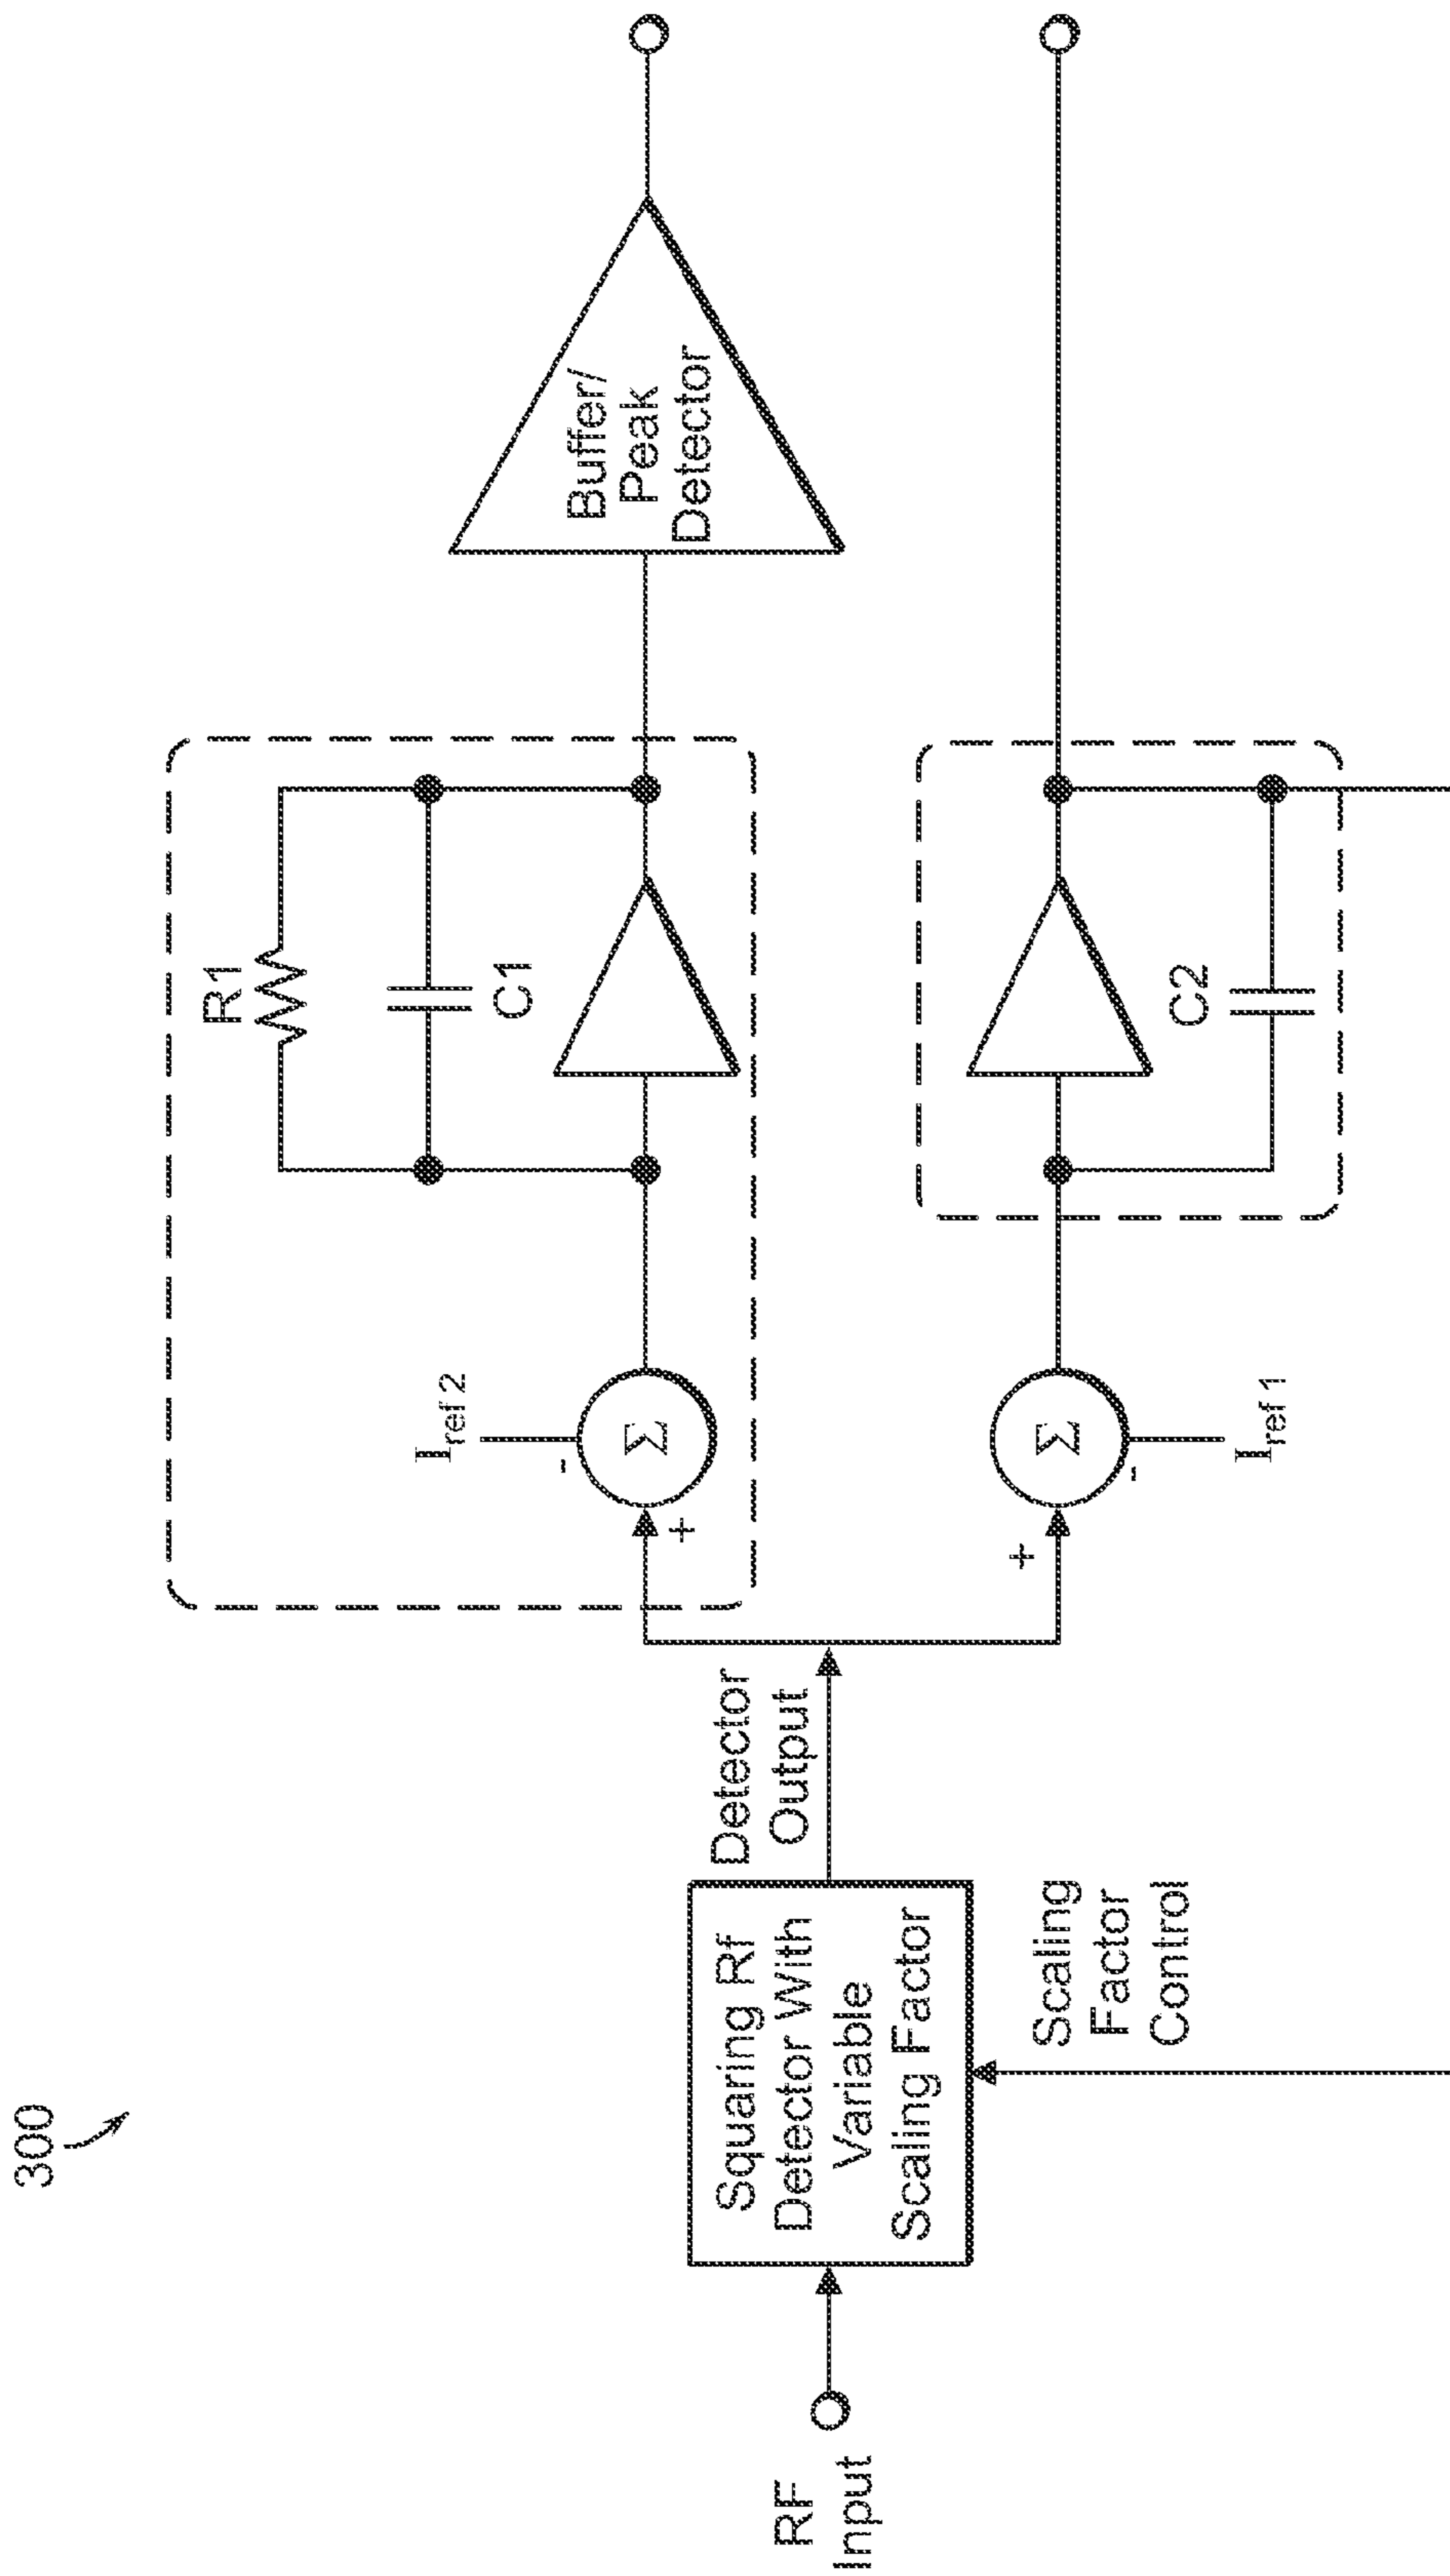 300
RF
Input
Squaring Rf
Detector With
Variable
Scaling Factor
Scaling
Factor
Control
Detector
Output
+
-
Iref 2
Σ
R1
C1
Buffer/
Peak
Detector
+
-
Iref 1
Σ
C2